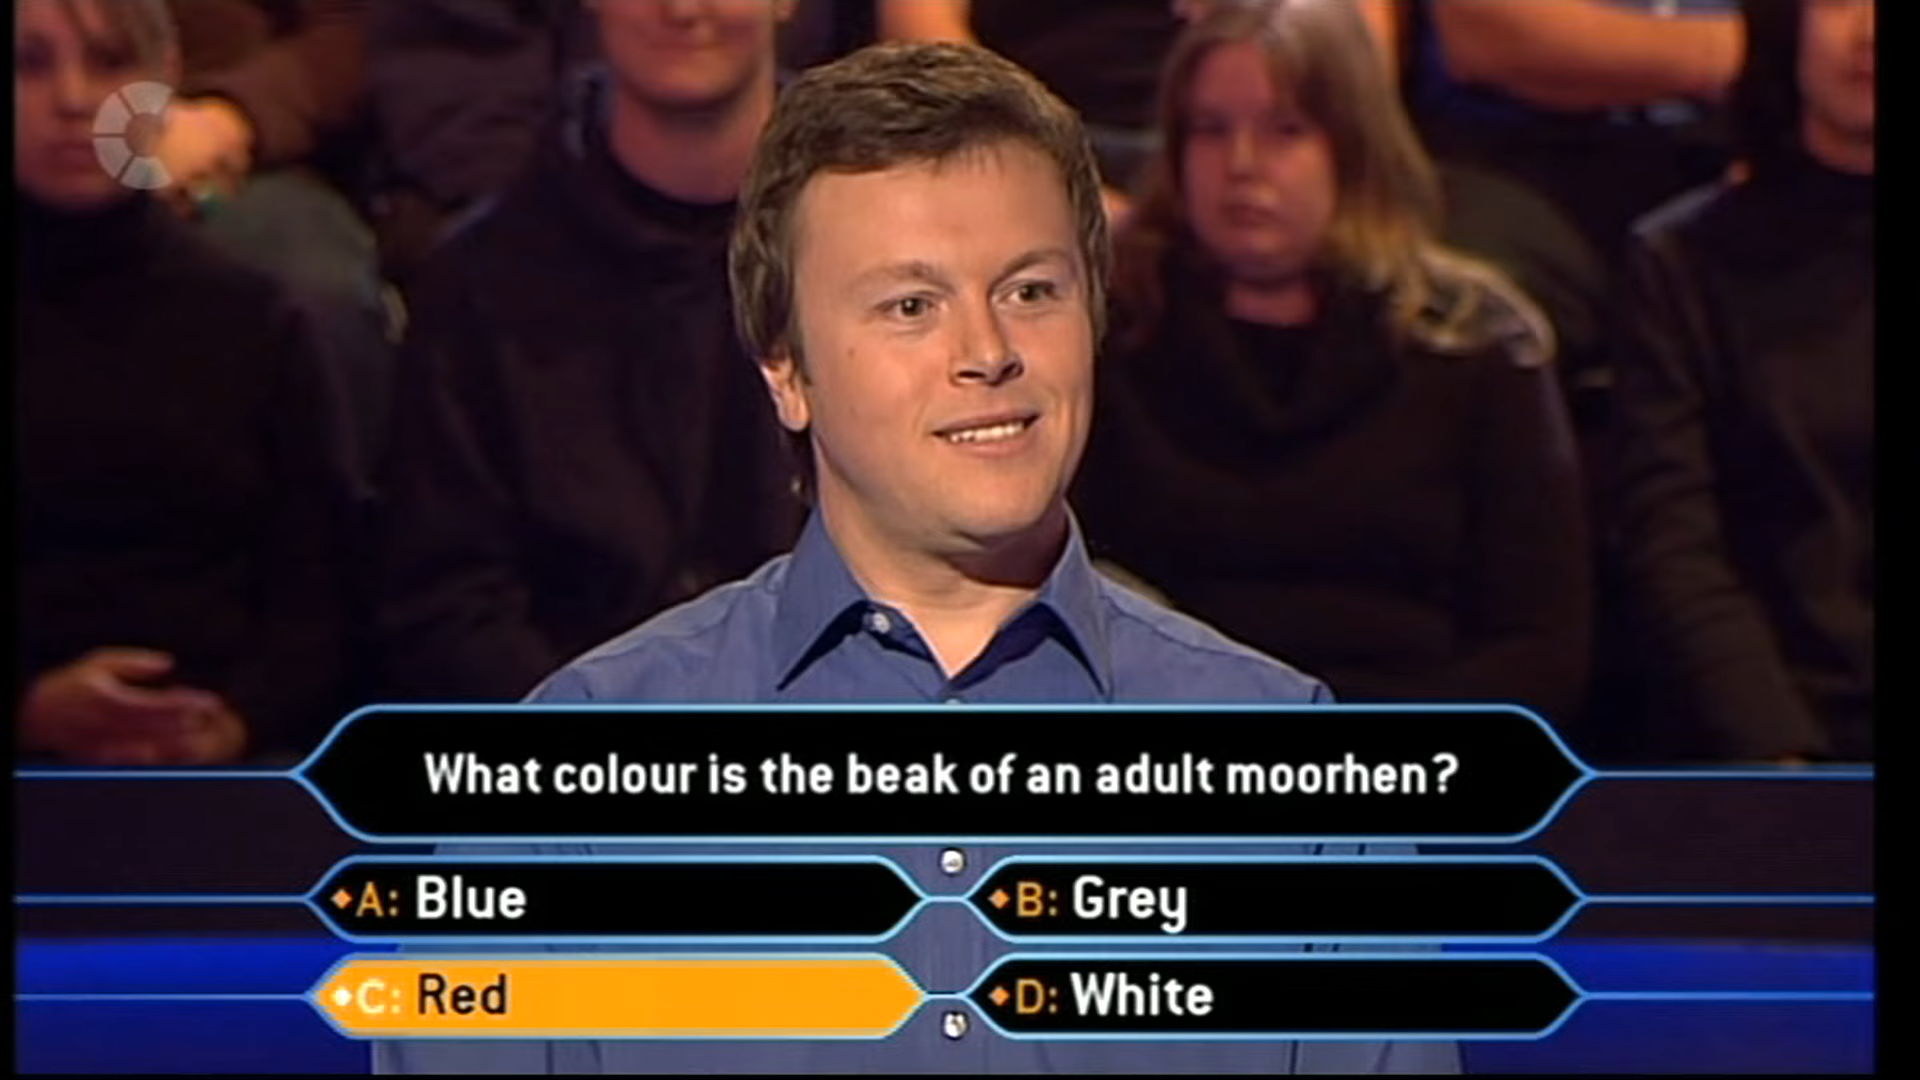 What colour is the beak of an adult moorhen?
A: Blue
B: Grey
C: Red
D: White